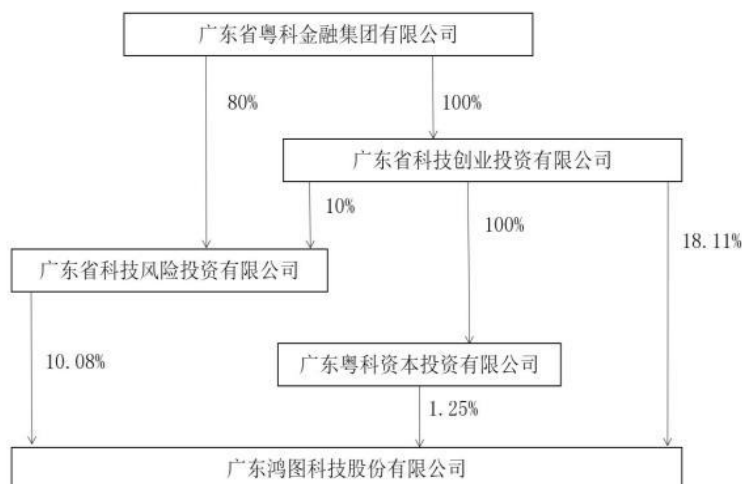 广东省粤科金融集团有限公司
80%
100%
广东省科技创业投资有限公司
10%
100%
18.11%
广东省科技风险投资有限公司
10.08%
广东粤科资本投资有限公司
1.25%
广东鸿图科技股份有限公司